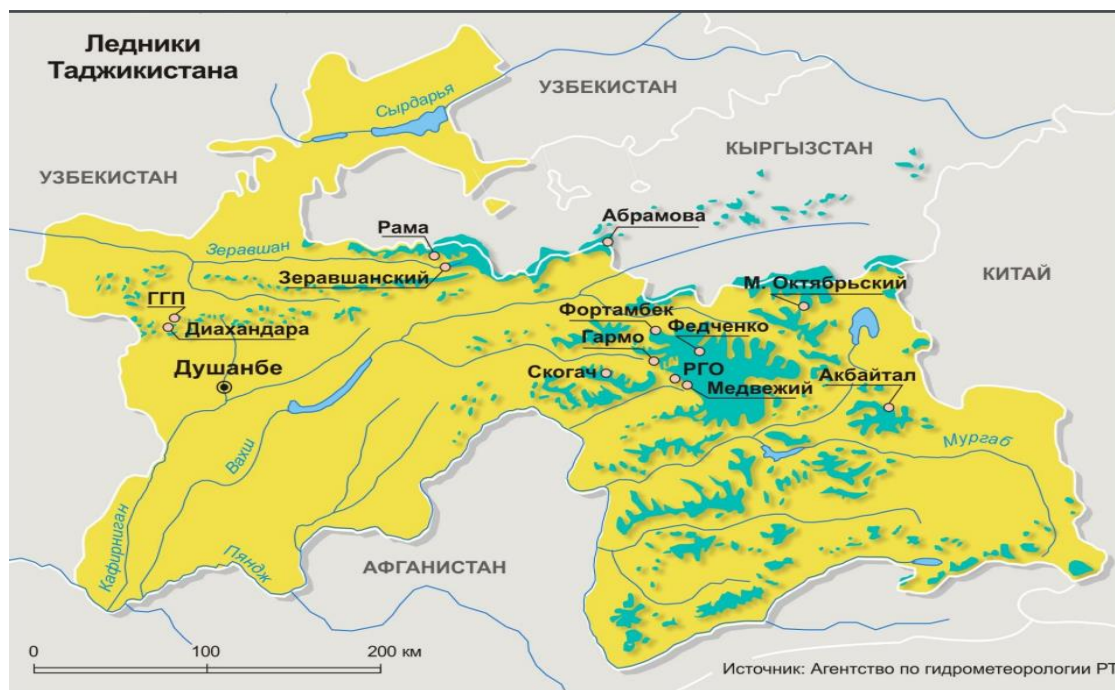 Ледники
Таджикистана
УЗБЕКИСТАН
Сырдарья
КЫРГЫЗСТАН
УЗБЕКИСТАН
Абрамова
Рама
Зеравшан
Зеравшанский
КИТАЙ
М. Октябрьский
ГГП
Фортамбек
Федченко
Диахандара
Гармо
Душанбе
Скогач
РГО
Медвежий
Акбайтал
Мургаб
Вахш
Кафирниган
Пяндж
АФГАНИСТАН
0 100 200 км
Источник: Агентство по гидрометеорологии РТ